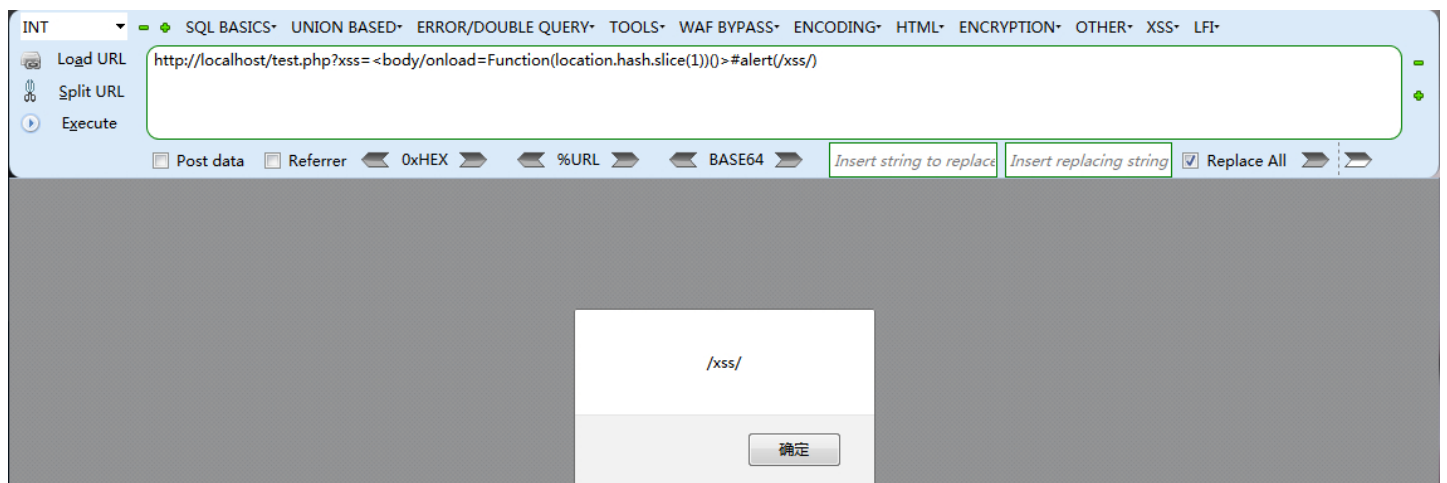 INT SQL BASICS UNION BASED ERROR/DOUBLE QUERY TOOLS WAF BYPASS ENCODING HTML ENCRYPTION OTHER XSS LFI
Load URL
http://localhost/test.php?xss=<body/onload=Function(location.hash.slice(1))()>#alert(/xss/)
Split URL
Execute
Post data Referrer 0xHEX %URL BASE64 Insert string to replace Insert replacing string Replace All
/xss/
确定